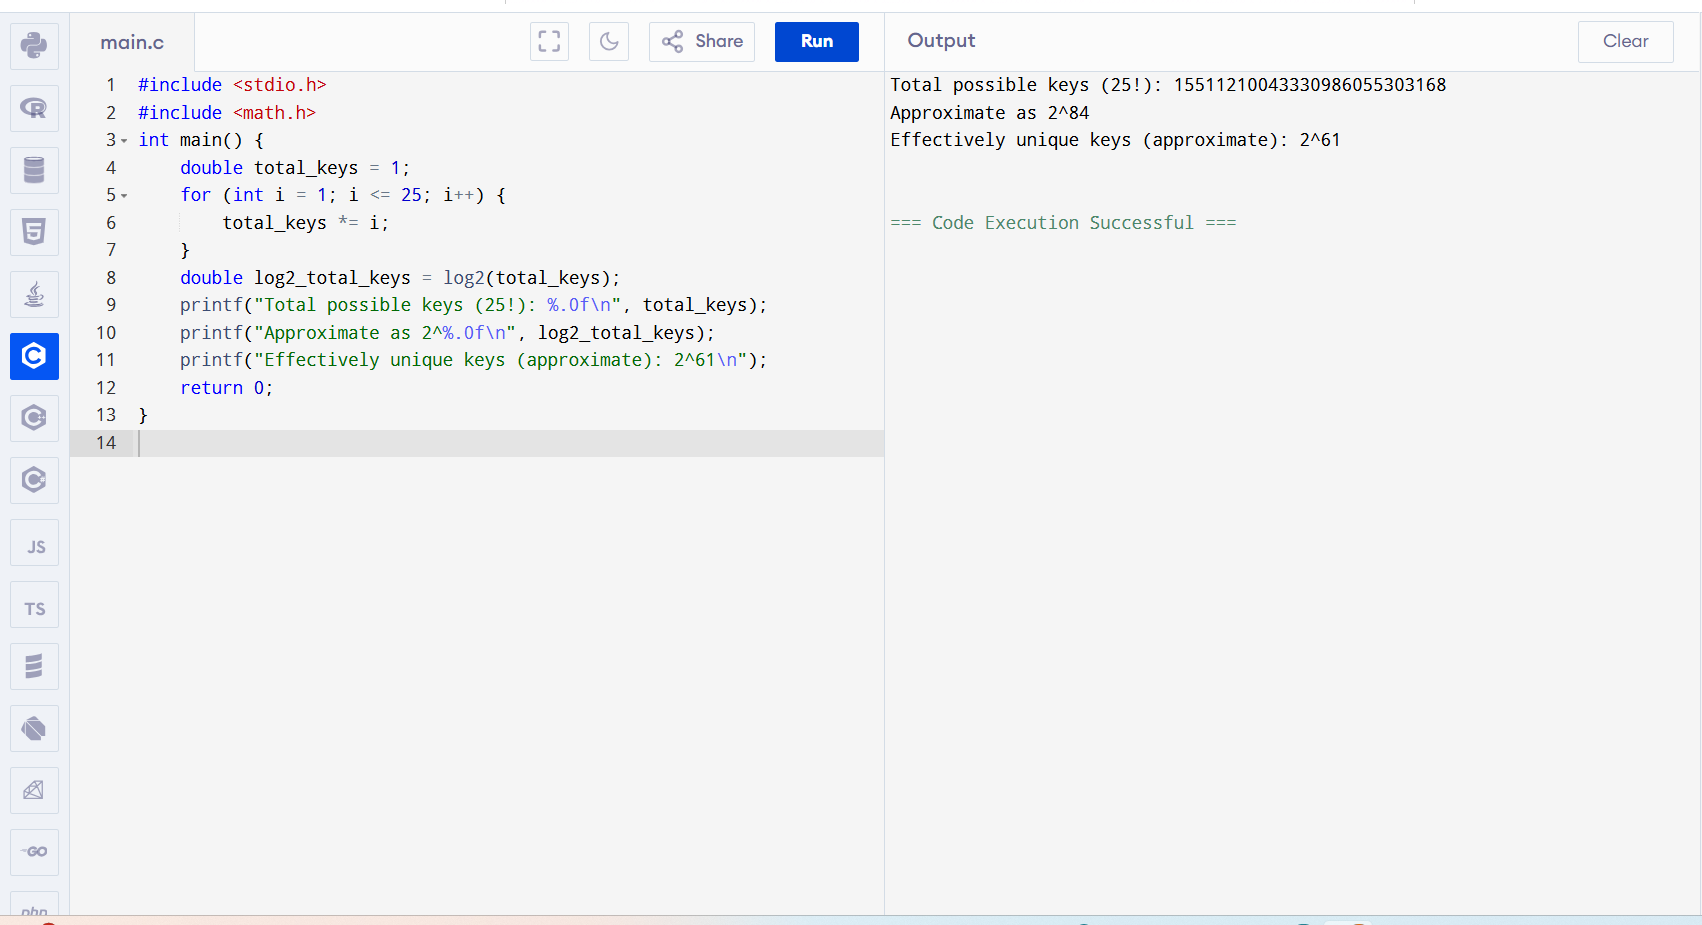 main.c
Share
Run
Output
Clear
1 #include <stdio.h>
2 #include <math.h>
3 int main() {
4     double total_keys = 1;
5     for (int i = 1; i <= 25; i++) {
6         total_keys *= i;
7     }
8     double log2_total_keys = log2(total_keys);
9     printf("Total possible keys (25!): %.0f\n", total_keys);
10     printf("Approximate as 2^%.0f\n", log2_total_keys);
11     printf("Effectively unique keys (approximate): 2^61\n");
12     return 0;
13 }
14
Total possible keys (25!): 15511210043330986055303168
Approximate as 2^84
Effectively unique keys (approximate): 2^61
=== Code Execution Successful ===
R
5
C
C
C
JS
TS
GO
php